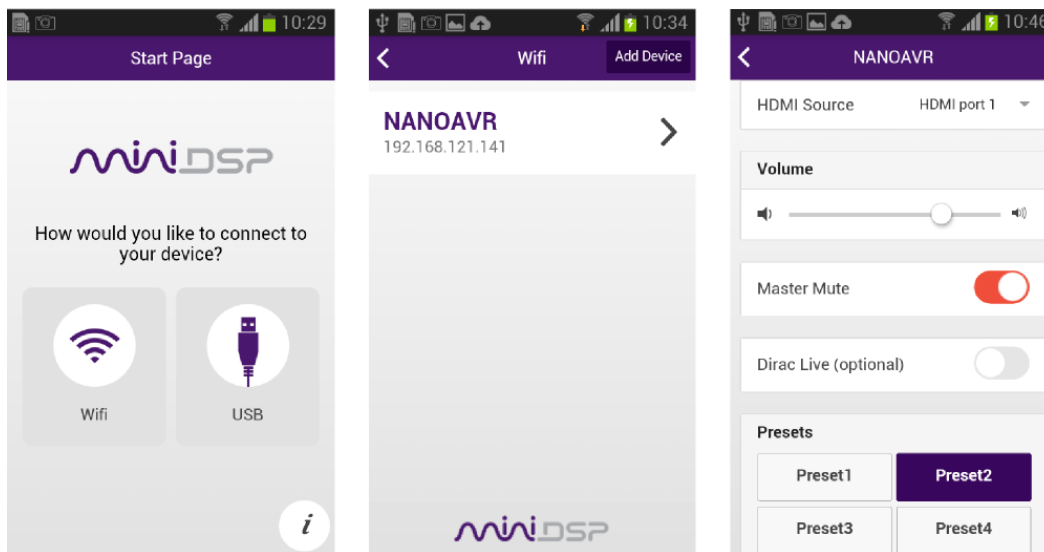 10:29
Start Page
miniDSP
How would you like to connect to
your device?
Wifi
USB
i
10:34
Wifi
Add Device
NANOAVR
192.168.121.141
miniDSP
10:46
NANOAVR
HDMI Source
HDMI port 1
Volume
Master Mute
Dirac Live (optional)
Presets
Preset1
Preset2
Preset3
Preset4